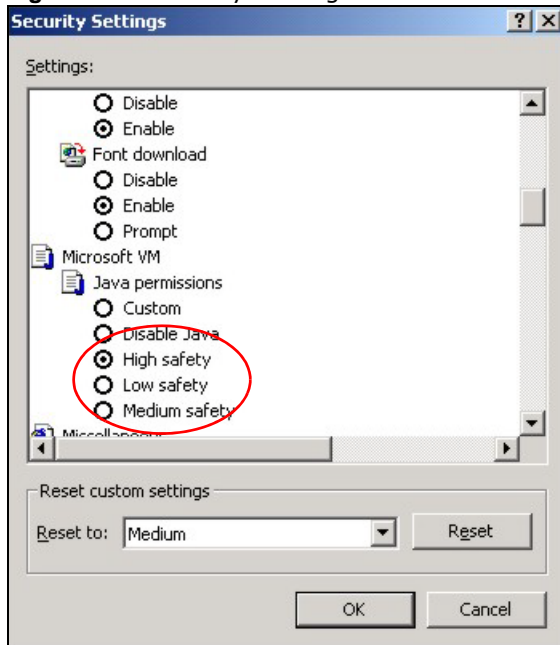 Security Settings
Settings:
Disable
Enable
Font download
Disable
Enable
Prompt
Microsoft VM
Java permissions
Custom
Disable Java
High safety
Low safety
Medium safety
Miscellaneous
Reset custom settings
Reset to: Medium Reset
OK Cancel